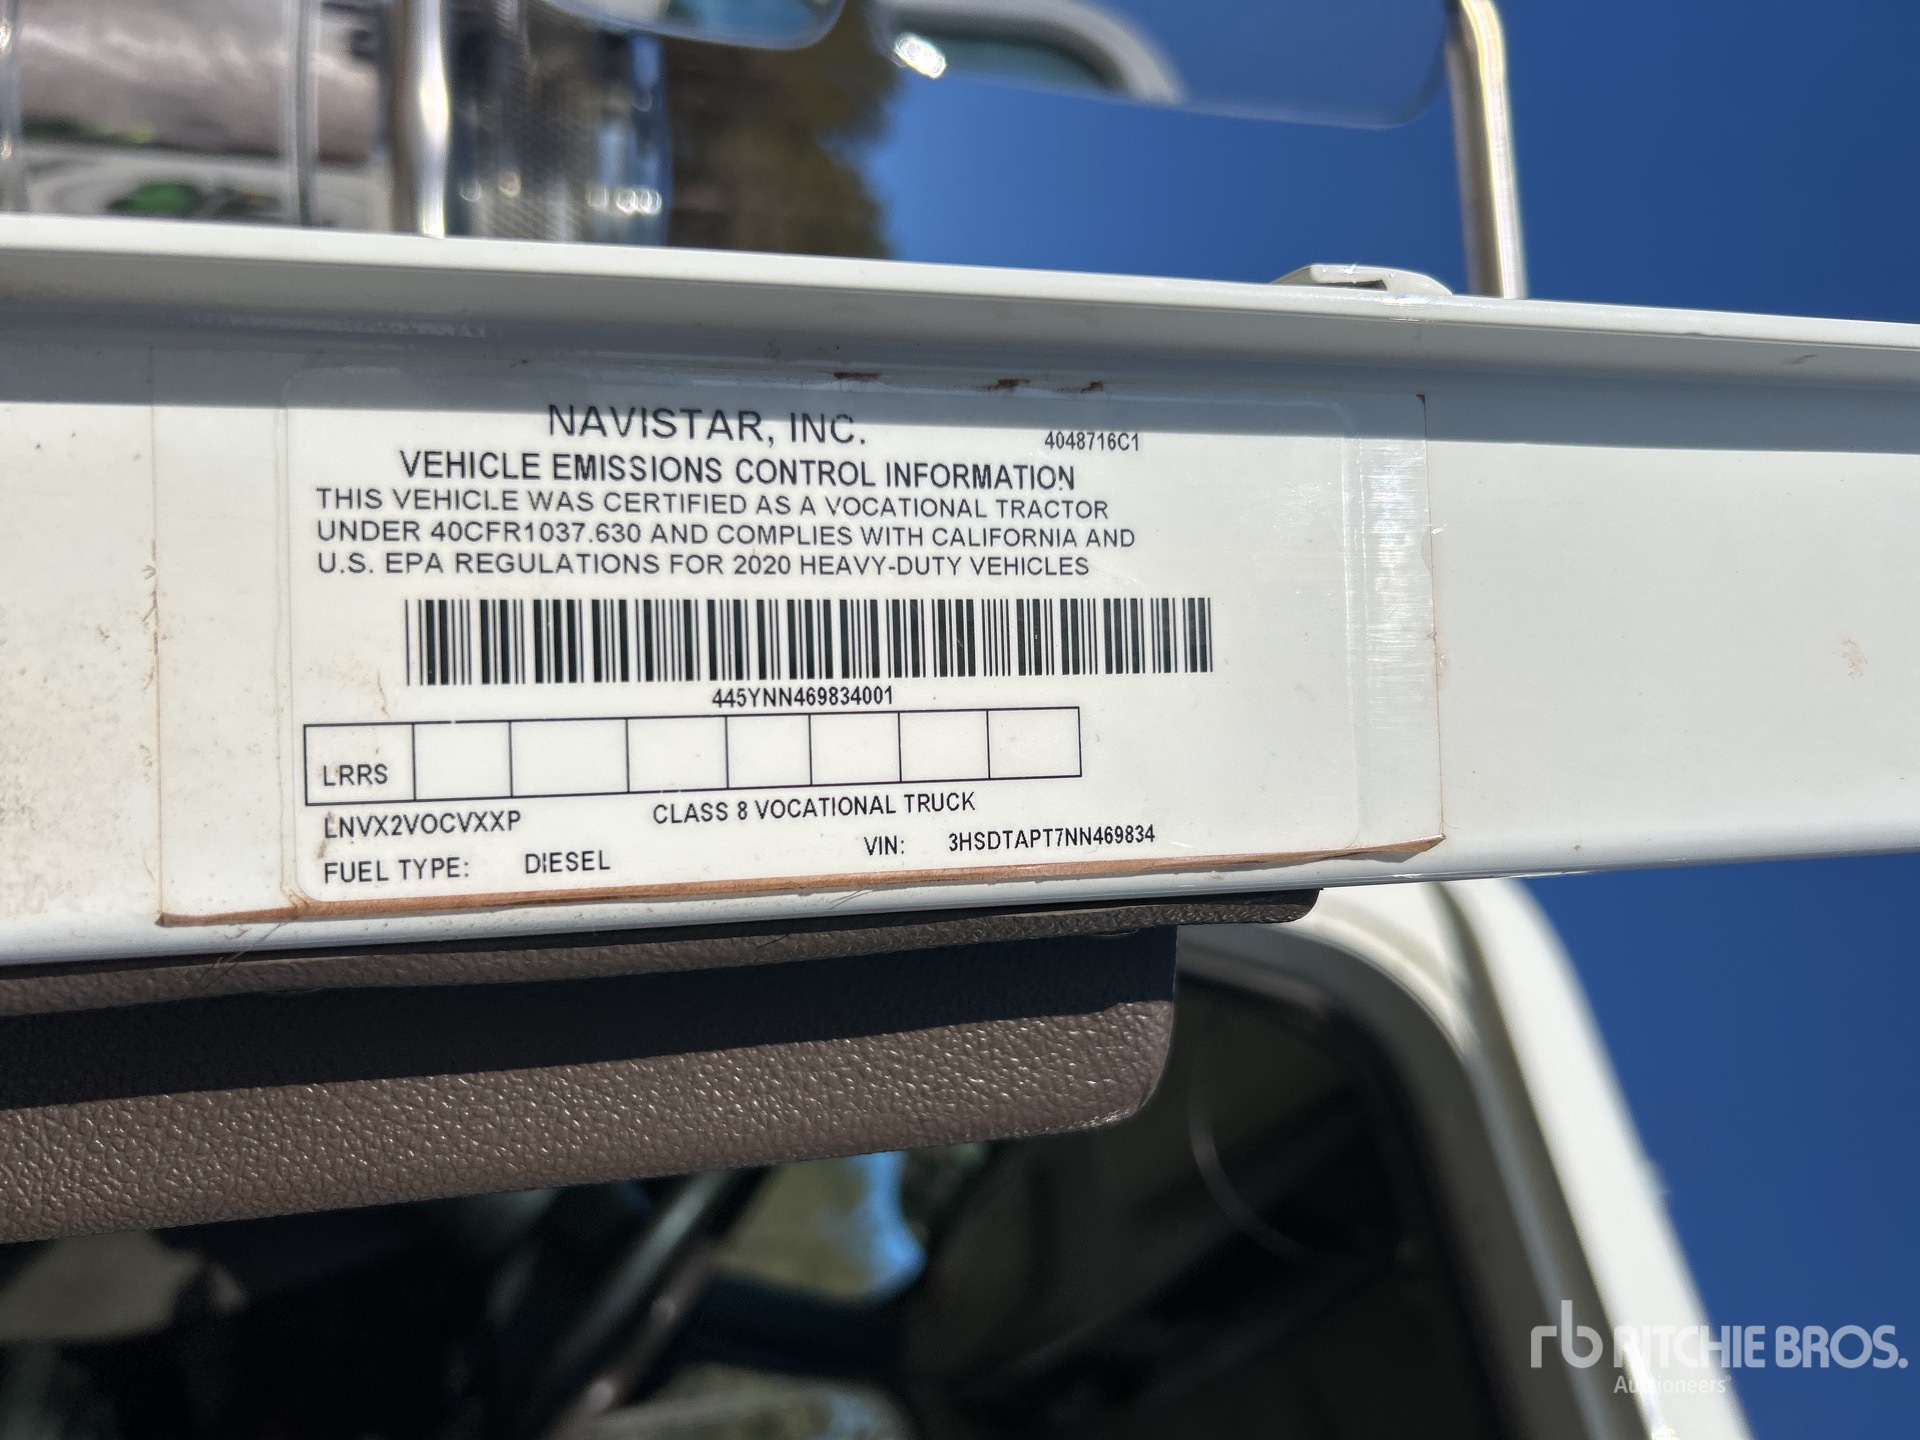 NAVISTAR, INC.
4048716C1
VEHICLE EMISSIONS CONTROL INFORMATION
THIS VEHICLE WAS CERTIFIED AS A VOCATIONAL TRACTOR
UNDER 40CFR1037.630 AND COMPLIES WITH CALIFORNIA AND
U.S. EPA REGULATIONS FOR 2020 HEAVY-DUTY VEHICLES
445YNN469834001
LRRS
LNVX2VOCVXXP
CLASS 8 VOCATIONAL TRUCK
VIN: 3HSDTAPT7NN469834
FUEL TYPE: DIESEL
rb RITCHIE BROS.
Auctioneers